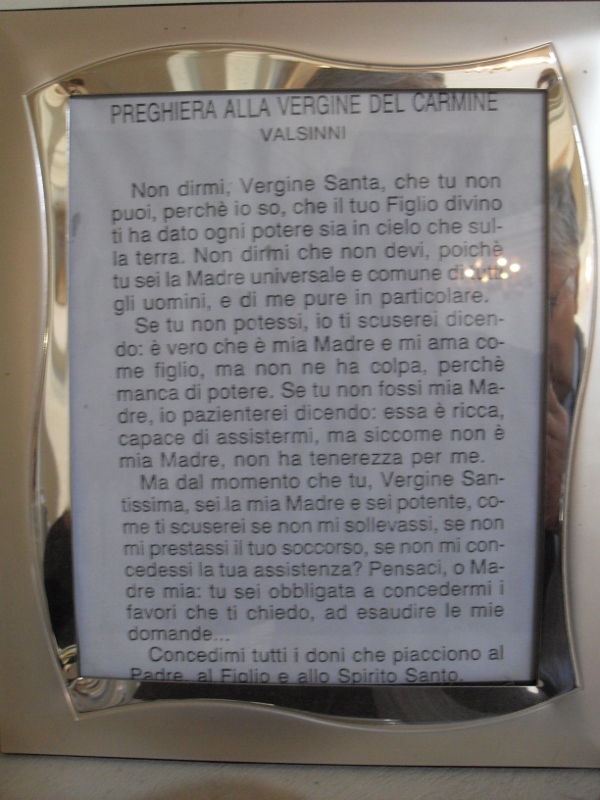 PREGHIERA ALLA VERGINE DEL CARMINE
VALSINNI
Non dirmi, Vergine Santa, che tu non
puoi, perchè io so, che il tuo Figlio divino
ti ha dato ogni potere sia in cielo che sul-
la terra. Non dirmi che non devi, poichè
tu sei la Madre universale e comune di tutti
gli uomini, e di me pure in particolare.
Se tu non potessi, io ti scuserei dicen-
do: è vero che è mia Madre e mi ama co-
me figlio, ma non ne ha colpa, perchè
manca di potere. Se tu non fossi mia Ma-
dre, io pazienterei dicendo: essa è ricca,
capace di assistermi, ma siccome non è
mia Madre, non ha tenerezza per me.
Ma dal momento che tu, Vergine San-
tissima, sei la mia Madre e sei potente, co-
me ti scuserei se non mi sollevassi, se non
mi prestassi il tuo soccorso, se non mi con-
cedessi la tua assistenza? Pensaci, o Ma-
dre mia: tu sei obbligata a concedermi i
favori che ti chiedo, ad esaudire le mie
domande...
Concedimi tutti i doni che piacciono al
Padre, al Figlio e allo Spirito Santo.